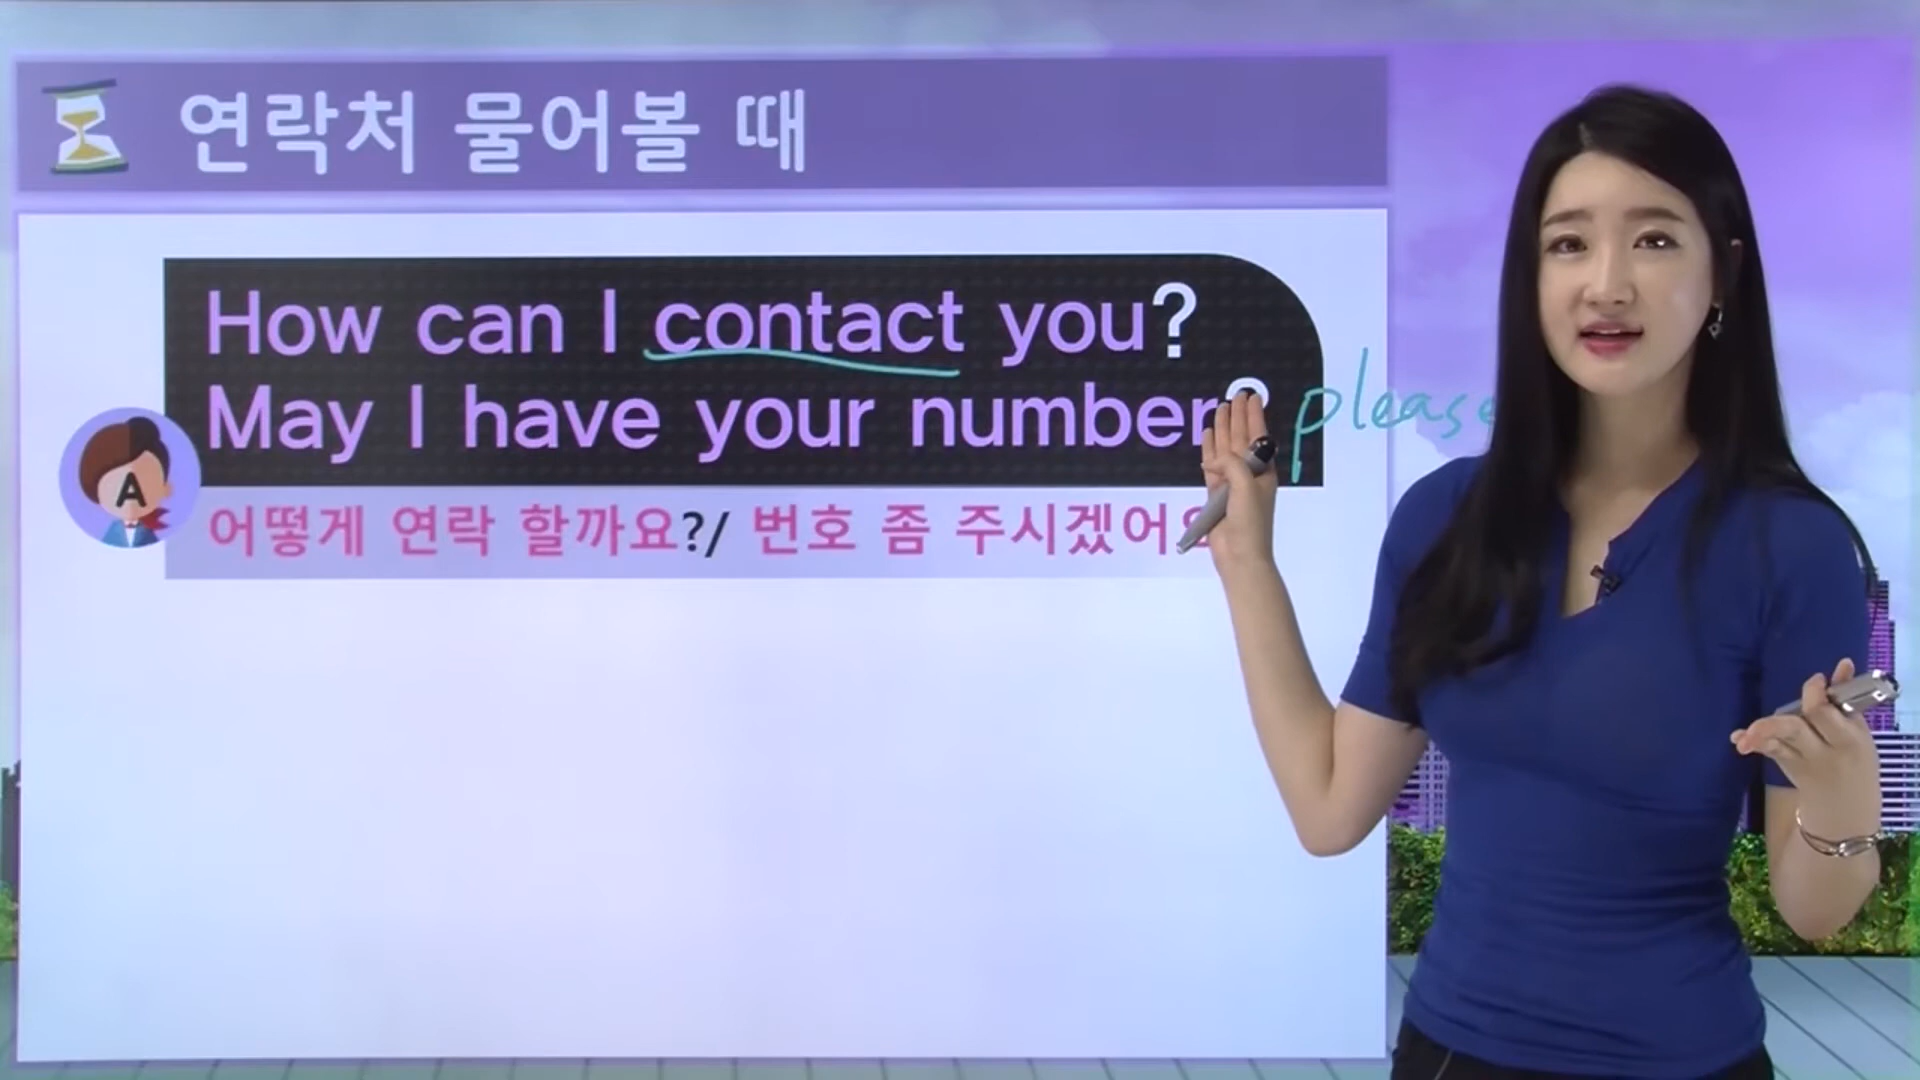 연락처 물어볼 때
How can I contact you?
May I have your number? please
A
어떻게 연락 할까요?/ 번호 좀 주시겠어요